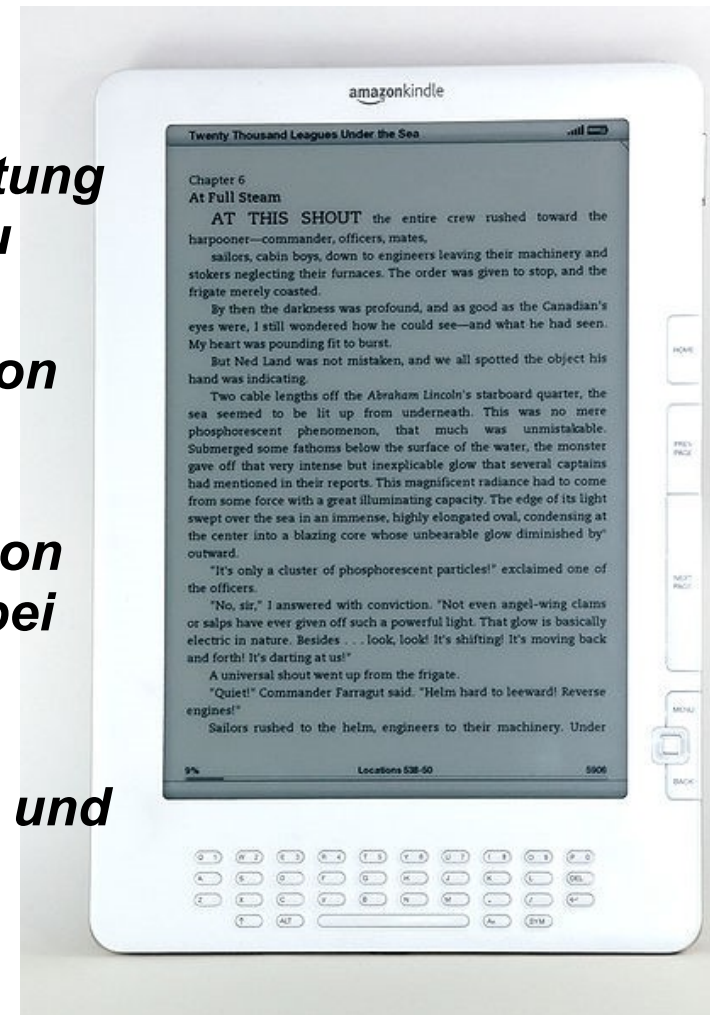 tung
on
on
bei
und
amazonkindle
Twenty Thousand Leagues Under the Sea
Chapter 6
At Full Steam
AT THIS SHOUT the entire crew rushed toward the
harpooner—commander, officers, mates,
sailors, cabin boys, down to engineers leaving their machinery and
stokers neglecting their furnaces. The order was given to stop, and the
frigate merely coasted.
By then the darkness was profound, and as good as the Canadian's
eyes were, I still wondered how he could see—and what he had seen.
My heart was pounding fit to burst.
But Ned Land was not mistaken, and we all spotted the object his
hand was indicating.
Two cable lengths off the Abraham Lincoln's starboard quarter, the
sea seemed to be lit up from underneath. This was no mere
phosphorescent phenomenon, that much was unmistakable.
Submerged some fathoms below the surface of the water, the monster
gave off that very intense but inexplicable glow that several captains
had mentioned in their reports. This magnificent radiance had to come
from some force with a great illuminating capacity. The edge of its light
swept over the sea in an immense, highly elongated oval, condensing at
the center into a blazing core whose unbearable glow diminished by
outward.
"It's only a cluster of phosphorescent particles!" exclaimed one of
the officers.
"No, sir," I answered with conviction. "Not even angel-wing clams
or salps have ever given off such a powerful light. That glow is basically
electric in nature. Besides . . . look, look! It's shifting! It's moving back
and forth! It's darting at us!"
A universal shout went up from the frigate.
"Quiet!" Commander Farragut said. "Helm hard to leeward! Reverse
engines!"
Sailors rushed to the helm, engineers to their machinery. Under
9%
Locations 538-50
5906
HOME
PREV
PAGE
NEXT
PAGE
MENU
BACK
Q 1 W 2 E 3 R 4 T 5 Y 6 U 7 I 8 O 9 P 0
A S D F G H J K L DEL
Z X C V B N M . / ↵
↑ ALT Aa SYM